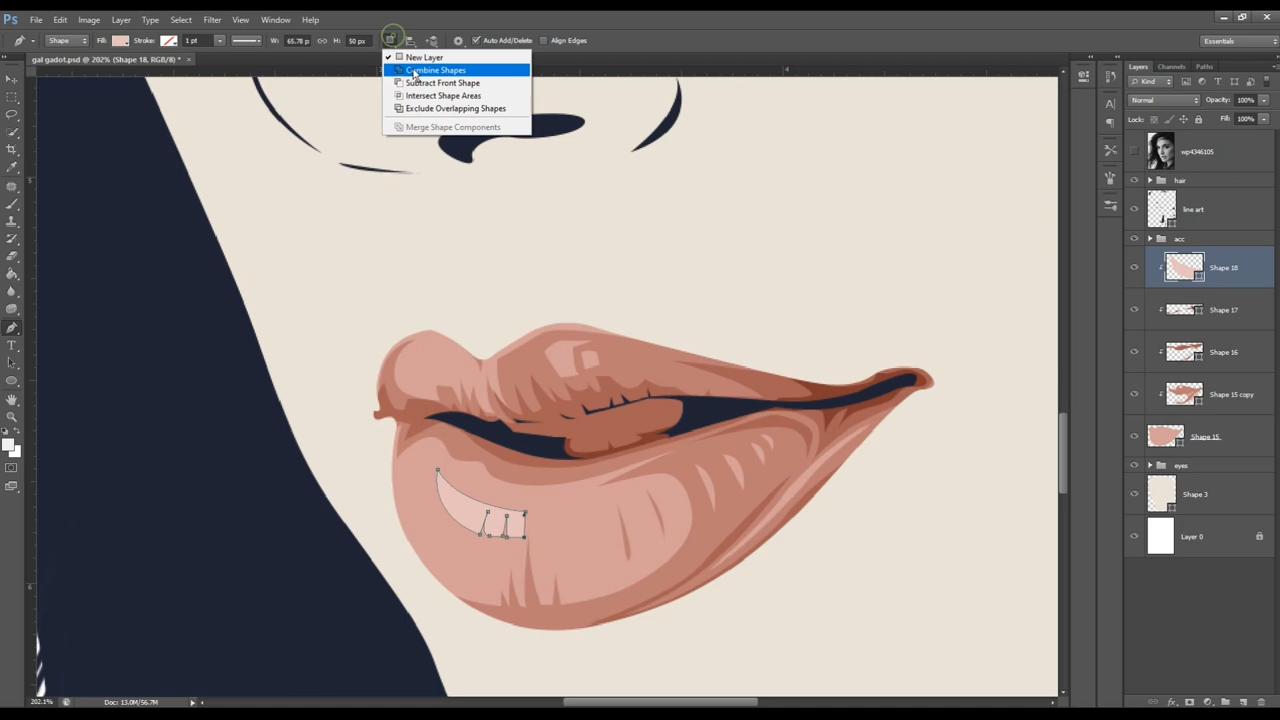 Ps File Edit Image Layer Type Select Filter View Window Help
Shape Fill: Stroke: 1 pt W: 65.78 p H: 50 px Auto Add/Delete Align Edges Essentials
gal gadot.psd @ 202% (Shape 18, RGB/8) * ×
New Layer
Combine Shapes
Subtract Front Shape
Intersect Shape Areas
Exclude Overlapping Shapes
Merge Shape Components
4
5
6
Layers Channels Paths
Kind
Normal Opacity: 100%
Lock: Fill: 100%
wp4346105
hair
line art
acc
Shape 18
Shape 17
Shape 16
Shape 15 copy
Shape 15
eyes
Shape 3
Layer 0
202.1% Doc: 13.0M/56.7M